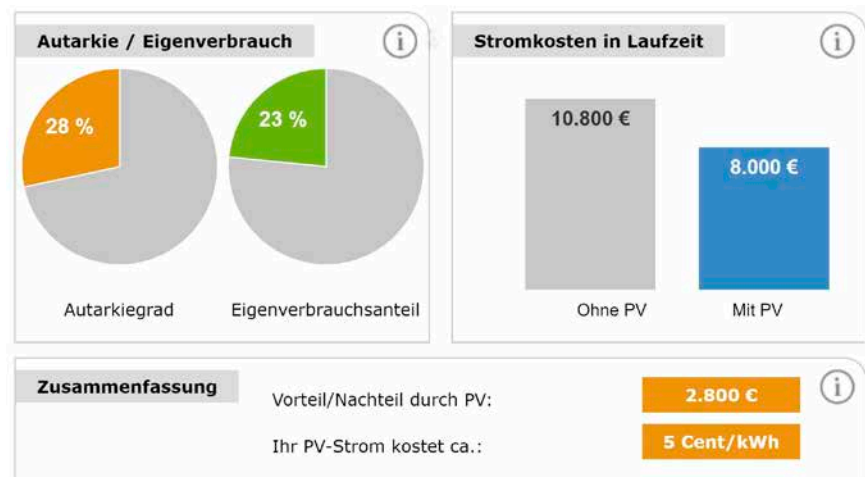 Autarkie / Eigenverbrauch
i
28 %
23 %
Autarkiegrad
Eigenverbrauchsanteil
Stromkosten in Laufzeit
i
10.800 €
8.000 €
Ohne PV
Mit PV
Zusammenfassung
i
Vorteil/Nachteil durch PV:
2.800 €
Ihr PV-Strom kostet ca.:
5 Cent/kWh